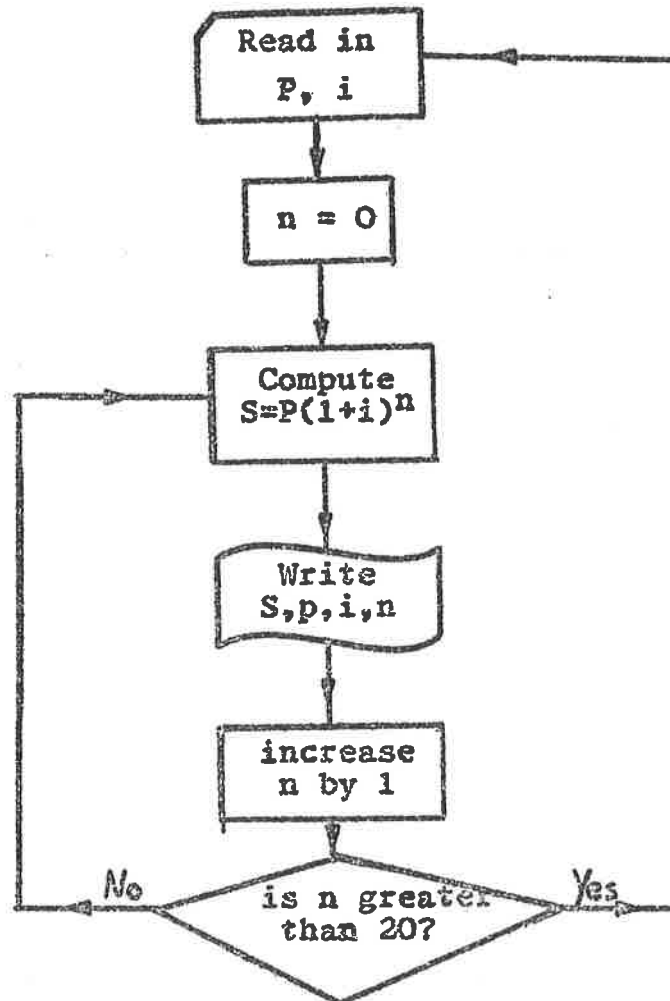 Read in
P, i
n = 0
Compute
S=P(1+i)ⁿ
Write
S,p,i,n
increase
n by 1
is n greater
than 20?
No
Yes